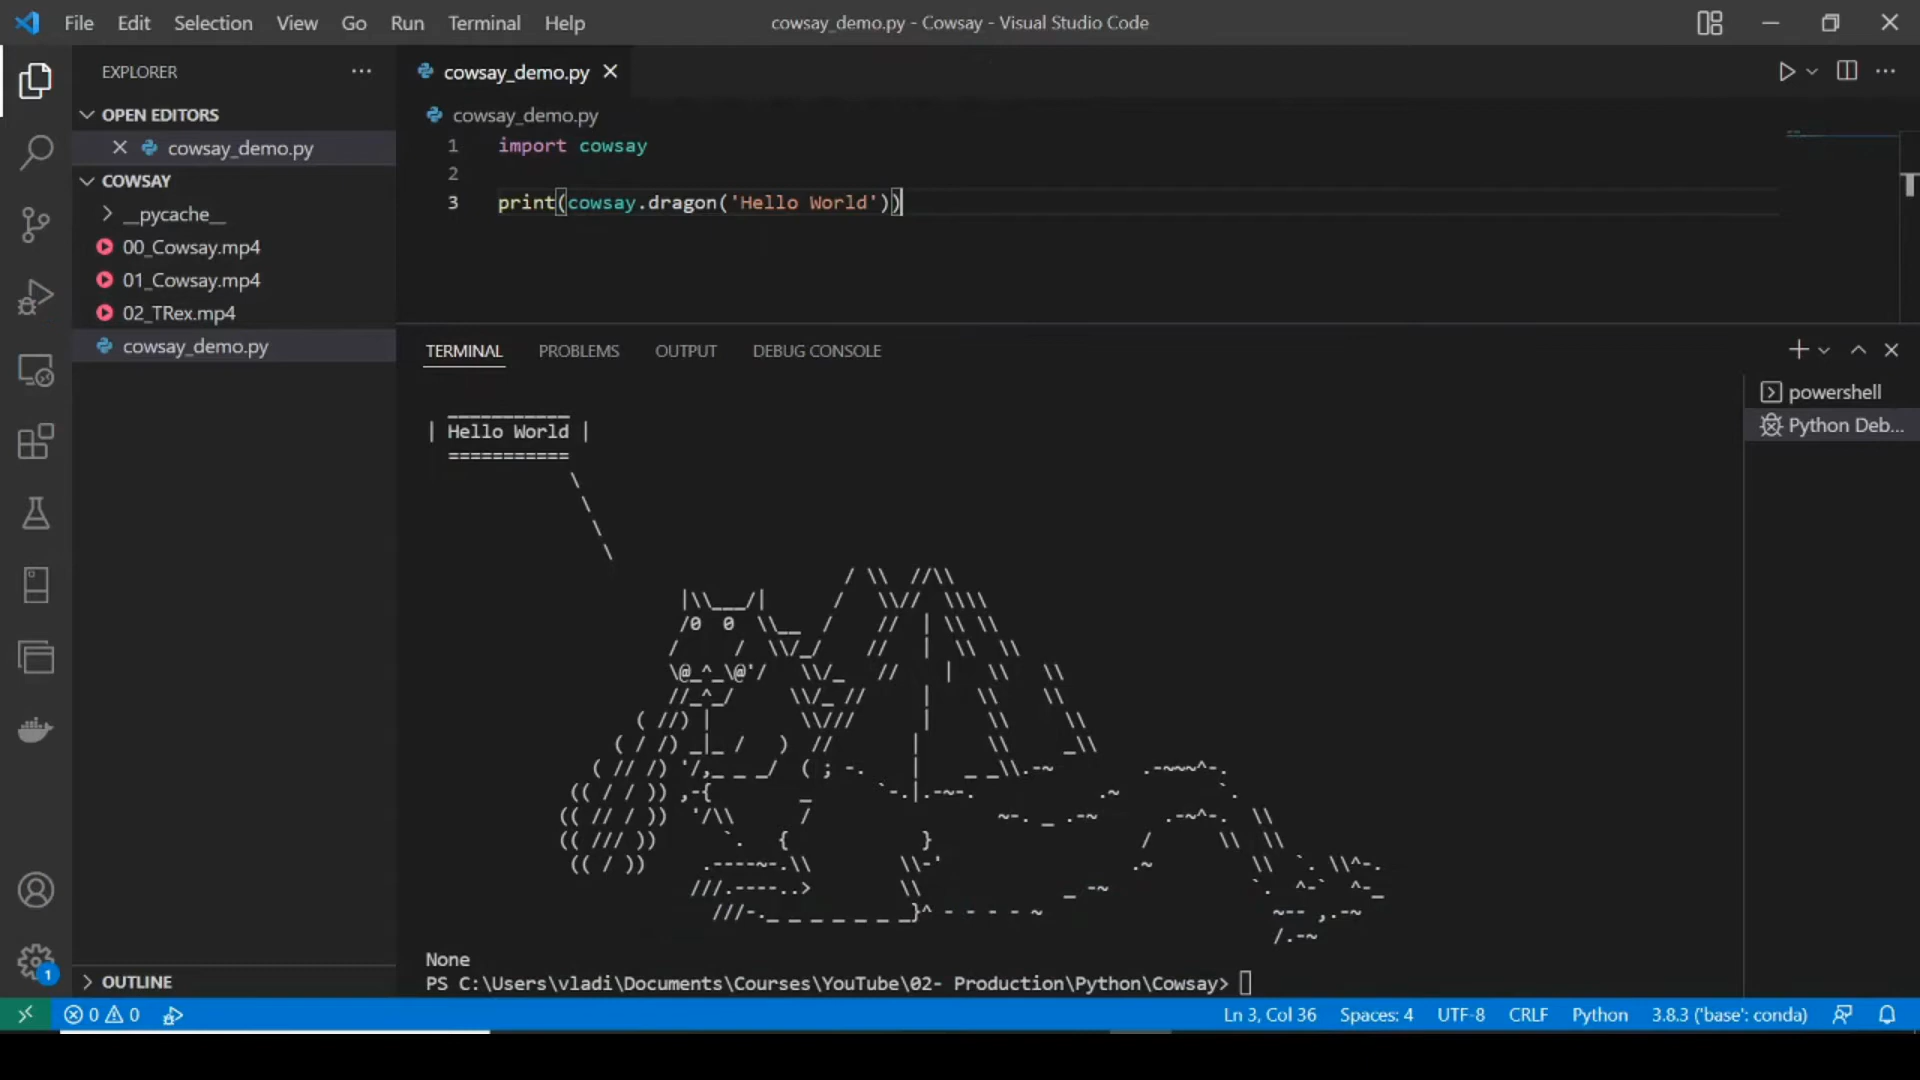 File Edit Selection View Go Run Terminal Help
cowsay_demo.py - Cowsay - Visual Studio Code
EXPLORER
OPEN EDITORS
cowsay_demo.py
COWSAY
__pycache__
00_Cowsay.mp4
01_Cowsay.mp4
02_TRex.mp4
cowsay_demo.py
OUTLINE
cowsay_demo.py
cowsay_demo.py
1 import cowsay
2
3 print(cowsay.dragon('Hello World'))
TERMINAL PROBLEMS OUTPUT DEBUG CONSOLE
powershell
Python Deb...
| Hello World |
===========
None
PS C:\Users\vladi\Documents\Courses\YouTube\02- Production\Python\Cowsay>
1
0 0
Ln 3, Col 36 Spaces: 4 UTF-8 CRLF Python 3.8.3 ('base': conda)